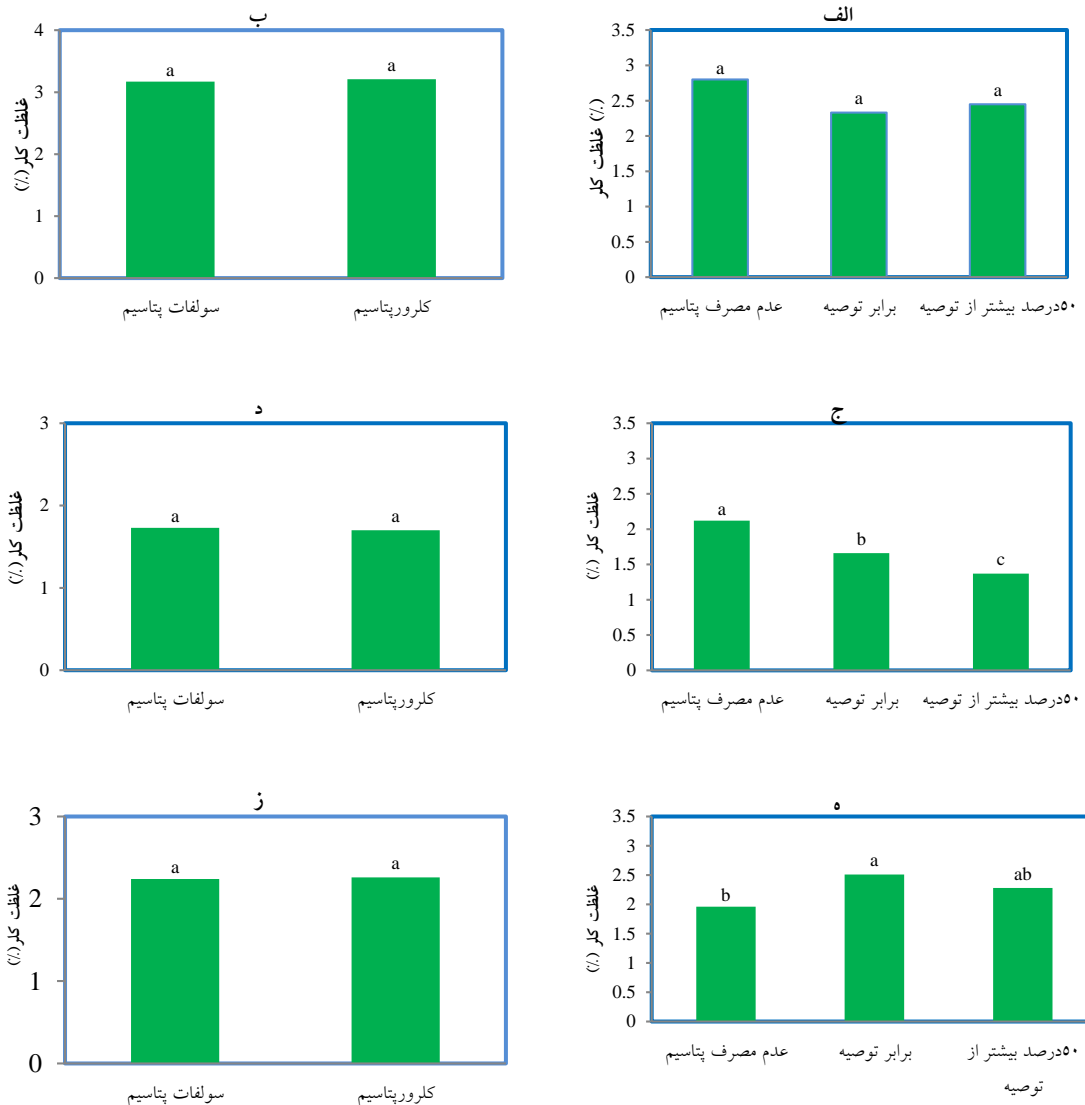 الف
3.5
3
2.5
2
1.5
1
0.5
0
غلظت کلر (٪)
a
a
a
عدم مصرف پتاسیم
برابر توصیه
۵۰درصد بیشتر از توصیه
ب
4
3
2
1
0
غلظت کلر(٪)
a
a
سولفات پتاسیم
کلرورپتاسیم
ج
3.5
3
2.5
2
1.5
1
0.5
0
غلظت کلر (٪)
a
b
c
عدم مصرف پتاسیم
برابر توصیه
۵۰درصد بیشتر از توصیه
د
3
2
1
0
غلظت کلر(٪)
a
a
سولفات پتاسیم
کلرورپتاسیم
ه
3.5
3
2.5
2
1.5
1
0.5
0
غلظت کلر (٪)
b
a
ab
عدم مصرف پتاسیم
برابر توصیه
۵۰درصد بیشتر از
توصیه
ز
3
2
1
0
غلظت کلر(٪)
a
a
سولفات پتاسیم
کلرورپتاسیم